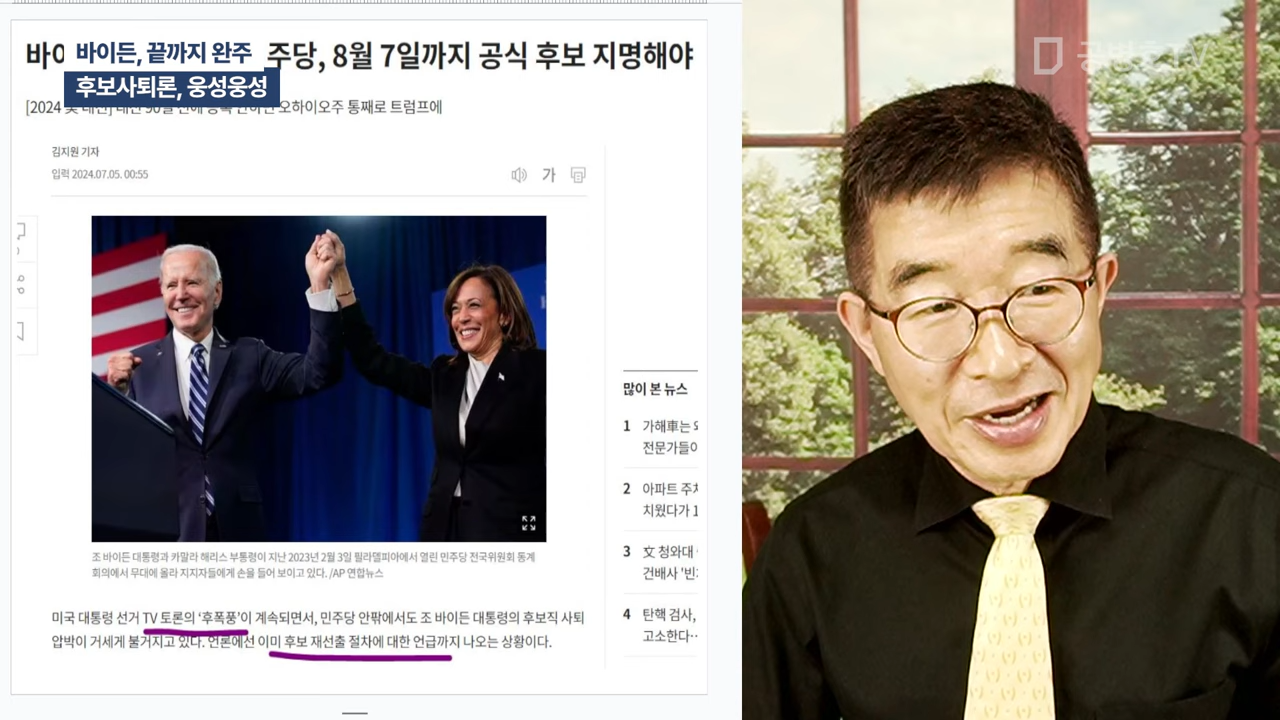 바이든, 끝까지 완주
후보사퇴론, 웅성웅성
주당, 8월 7일까지 공식 후보 지명해야
오하이오주 통째로 트럼프에
[2024
김지원 기자
입력 2024.07.05. 00:55
가
조 바이든 대통령과 카말라 해리스 부통령이 지난 2023년 2월 3일 필라델피아에서 열린 민주당 전국위원회 동계
회의에서 무대에 올라 지지자들에게 손을 들어 보이고 있다. /AP 연합뉴스
미국 대통령 선거 TV 토론의 ‘후폭풍’이 계속되면서, 민주당 안팎에서도 조 바이든 대통령의 후보직 사퇴
압박이 거세게 불거지고 있다. 언론에선 이미 후보 재선출 절차에 대한 언급까지 나오는 상황이다.
많이 본 뉴스
1 가해車는
전문가들이
2 아파트
치웠다가
3 文 청와대
건배사
4 탄핵 검사,
고소한다…
공병호TV